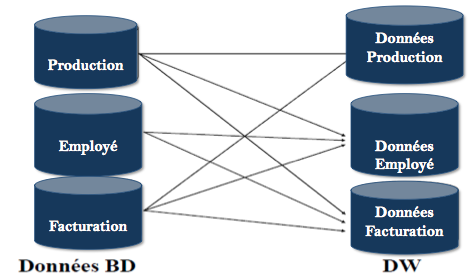 Production
Employé
Facturation
Données BD
Données
Production
Données
Employé
Données
Facturation
DW